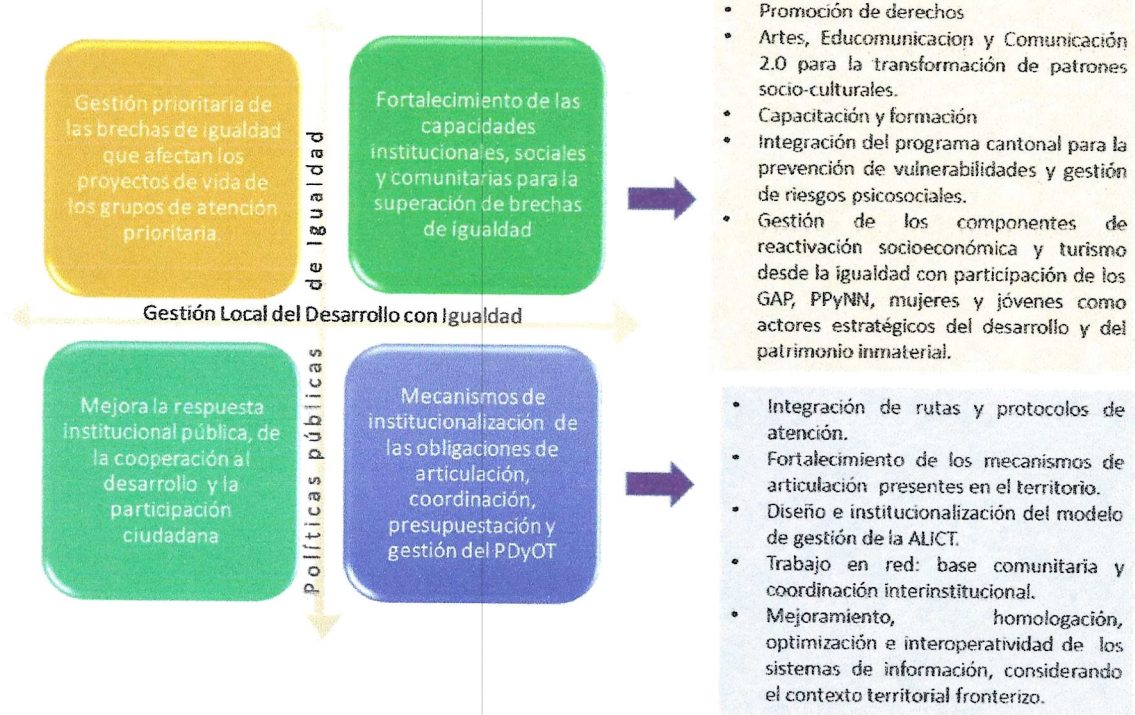 Gestión prioritaria de
las brechas de igualdad
que afectan los
proyectos de vida de
los grupos de atención
prioritaria.
Fortalecimiento de las
capacidades
institucionales, sociales
y comunitarias para la
superación de brechas
de igualdad
Políticas públicas de Igualdad
Gestión Local del Desarrollo con Igualdad
Mejora la respuesta
institucional pública, de
la cooperación al
desarrollo y la
participación
ciudadana
Mecanismos de
institucionalización de
las obligaciones de
articulación,
coordinación,
presupuestación y
gestión del PDyOT
• Promoción de derechos
• Artes, Educomunicacion y Comunicación
2.0 para la transformación de patrones
socio-culturales.
• Capacitación y formación
• Integración del programa cantonal para la
prevención de vulnerabilidades y gestión
de riesgos psicosociales.
• Gestión de los componentes de
reactivación socioeconómica y turismo
desde la igualdad con participación de los
GAP, PPyNN, mujeres y jóvenes como
actores estratégicos del desarrollo y del
patrimonio inmaterial.
• Integración de rutas y protocolos de
atención.
• Fortalecimiento de los mecanismos de
articulación presentes en el territorio.
• Diseño e institucionalización del modelo
de gestión de la ALICT.
• Trabajo en red: base comunitaria y
coordinación interinstitucional.
• Mejoramiento, homologación,
optimización e interoperatividad de los
sistemas de información, considerando
el contexto territorial fronterizo.